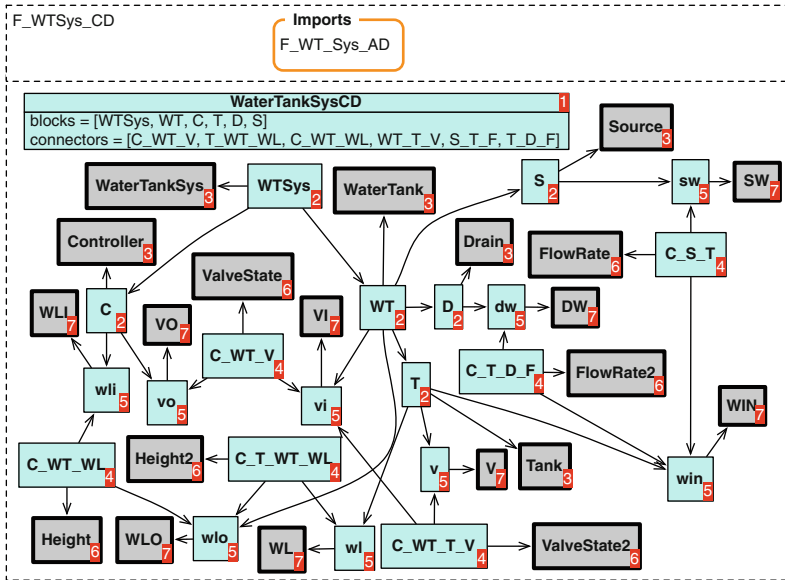 F_WTSys_CD
Imports
F_WT_Sys_AD
WaterTankSysCD 1
blocks = [WTSys, WT, C, T, D, S]
connectors = [C_WT_V, T_WT_WL, C_WT_WL, WT_T_V, S_T_F, T_D_F]
Source 3
WaterTankSys 3
WTSys 2
WaterTank 3
S 2
sw 5
SW 7
Controller 3
ValveState 6
Drain 3
FlowRate 6
C_S_T 4
WLI 7
C 2
VO 7
VI 7
WT 2
D 2
dw 5
DW 7
C_WT_V 4
C_T_D_F 4
FlowRate2 6
wli 5
vo 5
vi 5
T 2
WIN 7
C_WT_WL 4
Height2 6
C_T_WT_WL 4
v 5
V 7
Tank 3
win 5
Height 6
WLO 7
wlo 5
WL 7
wl 5
C_WT_T_V 4
ValveState2 6